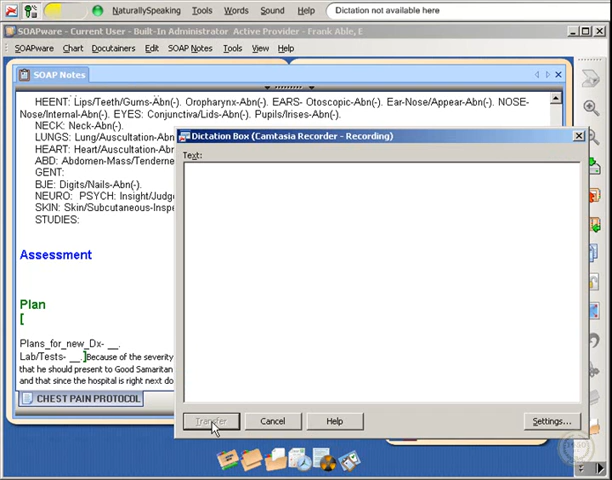 NaturallySpeaking Tools Words Sound Help Dictation not available here
SOAPware - Current User - Built-In Administrator Active Provider - Frank Able, E
SOAPware Chart Docutainers Edit SOAP Notes Tools View Help
SOAP Notes
HEENT: Lips/Teeth/Gums-Abn(-). Oropharynx-Abn(-). EARS- Otoscopic-Abn(-). Ear-Nose/Appear-Abn(-). NOSE-
Nose/Internal-Abn(-). EYES: Conjunctiva/Lids-Abn(-). Pupils/Irises-Abn(-).
NECK: Neck-Abn(-).
LUNGS: Lung/Auscultation-Abn
HEART: Heart/Auscultation-Abn
ABD: Abdomen-Mass/Tenderne
GENT:
BJE: Digits/Nails-Abn(-).
NEURO: PSYCH: Insight/Judge
SKIN: Skin/Subcutaneous-Inspe
STUDIES:
Assessment
Plan
[
Plans_for_new_Dx- __.
Lab/Tests- __.]Because of the severity
that he should present to Good Samaritan
and that since the hospital is right next do
CHEST PAIN PROTOCOL
Dictation Box (Camtasia Recorder - Recording)
Text:
Transfer Cancel Help Settings...